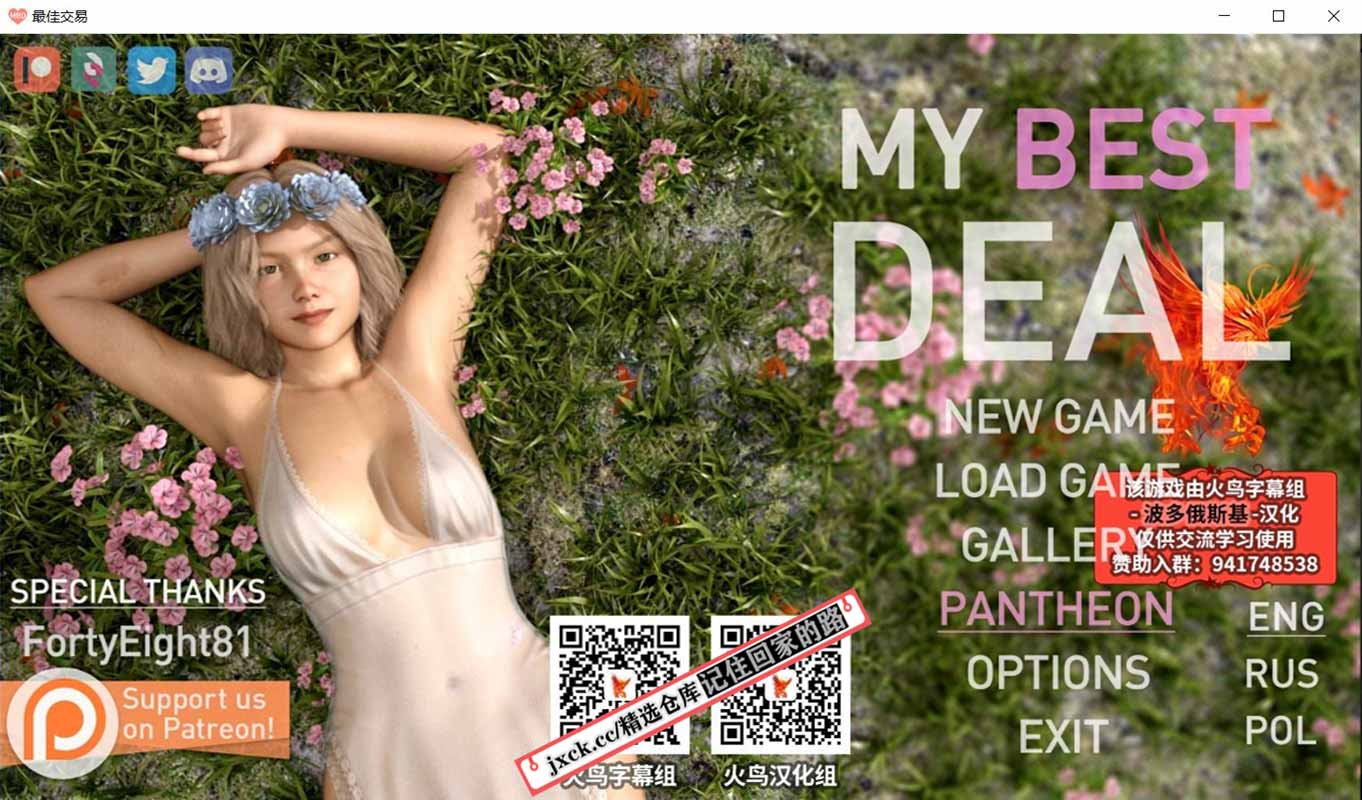 最佳交易
MY BEST
DEAL
NEW GAME
LOAD GAME
GALLERY
PANTHEON
OPTIONS
EXIT
ENG
RUS
POL
该游戏由火鸟字幕组
-波多俄斯基-汉化
仅供交流学习使用
赞助入群：941748538
SPECIAL THANKS
FortyEight81
Support us
on Patreon!
jxck.cc/精选仓库记住回家的路
火鸟字幕组
火鸟汉化组